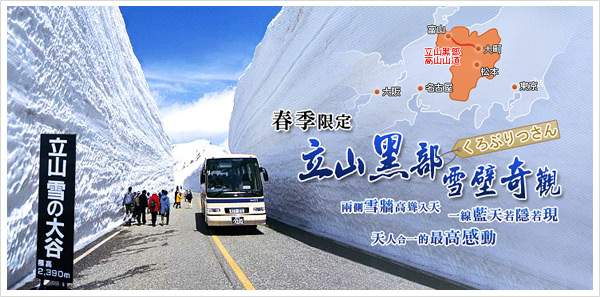 富山
立山黑部
高山山道
大町
松本
大阪
名古屋
東京
春季限定
くろぶりっさん
立山黑部
雪壁奇觀
兩側雪牆高聳入天
一線藍天若隱若現
天人合一的最高感動
立山 雪の大谷
標高
2,390m